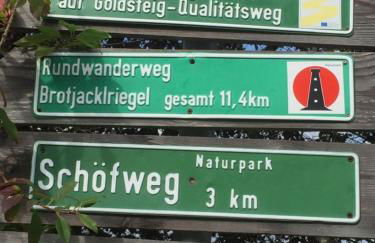 auf Goldsteig-Qualitätsweg
Rundwanderweg
Brotjacklriegel gesamt 11,4km
Naturpark
Schöfweg 3 km